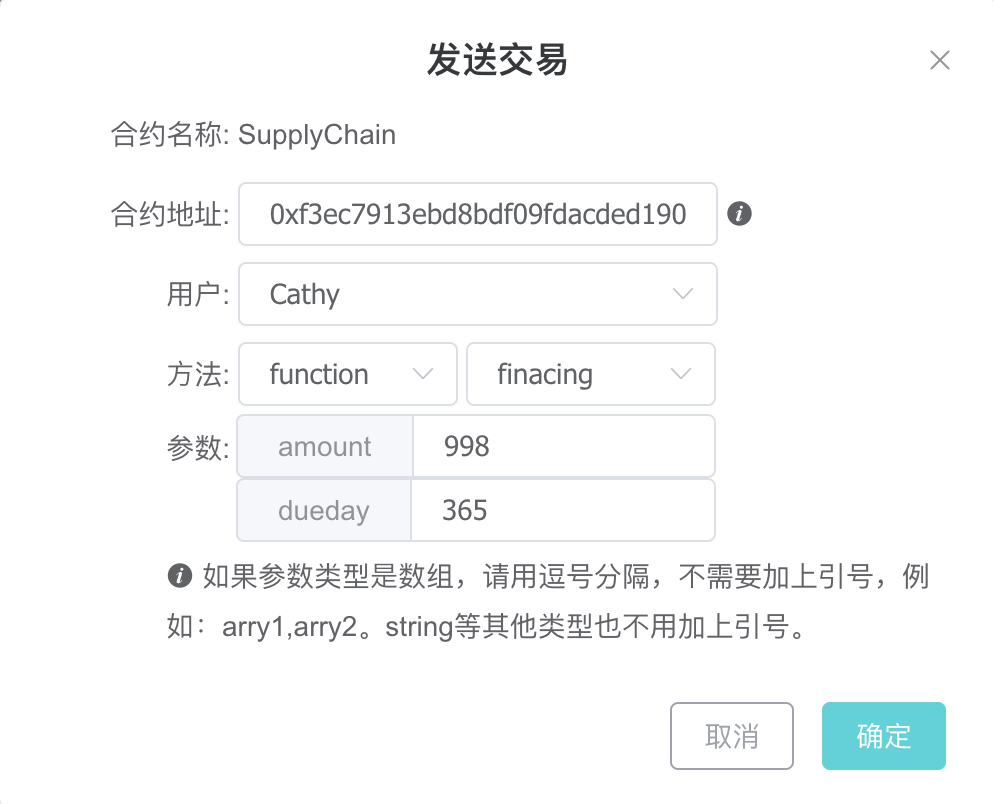 发送交易
合约名称: SupplyChain
合约地址: 0xf3ec7913ebd8bdf09fdacded190
用户: Cathy
方法: function finacing
参数: amount 998
dueday 365
如果参数类型是数组，请用逗号分隔，不需要加上引号，例
如：arry1,arry2。string等其他类型也不用加上引号。
取消 确定